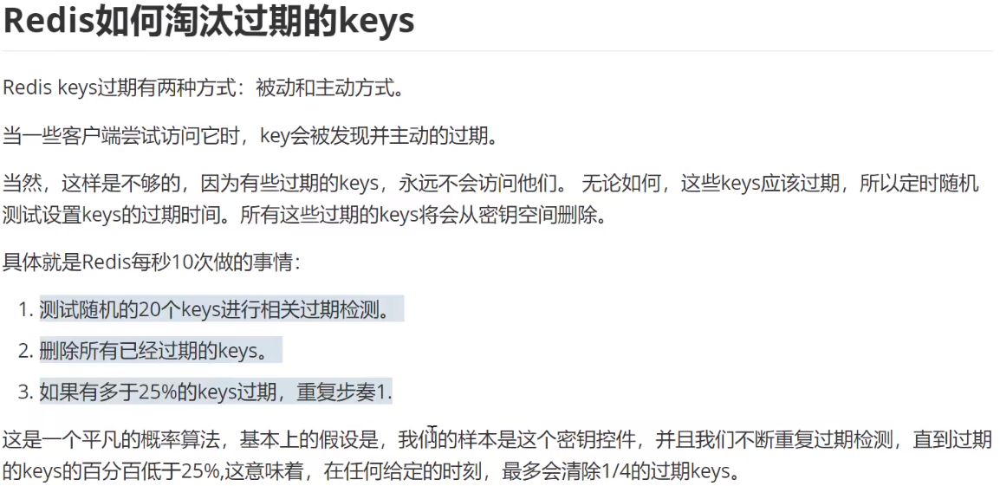 Redis如何淘汰过期的keys
Redis keys过期有两种方式：被动和主动方式。
当一些客户端尝试访问它时，key会被发现并主动的过期。
当然，这样是不够的，因为有些过期的keys，永远不会访问他们。 无论如何，这些keys应该过期，所以定时随机
测试设置keys的过期时间。所有这些过期的keys将会从密钥空间删除。
具体就是Redis每秒10次做的事情：
1. 测试随机的20个keys进行相关过期检测。
2. 删除所有已经过期的keys。
3. 如果有多于25%的keys过期，重复步奏1.
这是一个平凡的概率算法，基本上的假设是，我们的样本是这个密钥控件，并且我们不断重复过期检测，直到过期
的keys的百分百低于25%,这意味着，在任何给定的时刻，最多会清除1/4的过期keys。